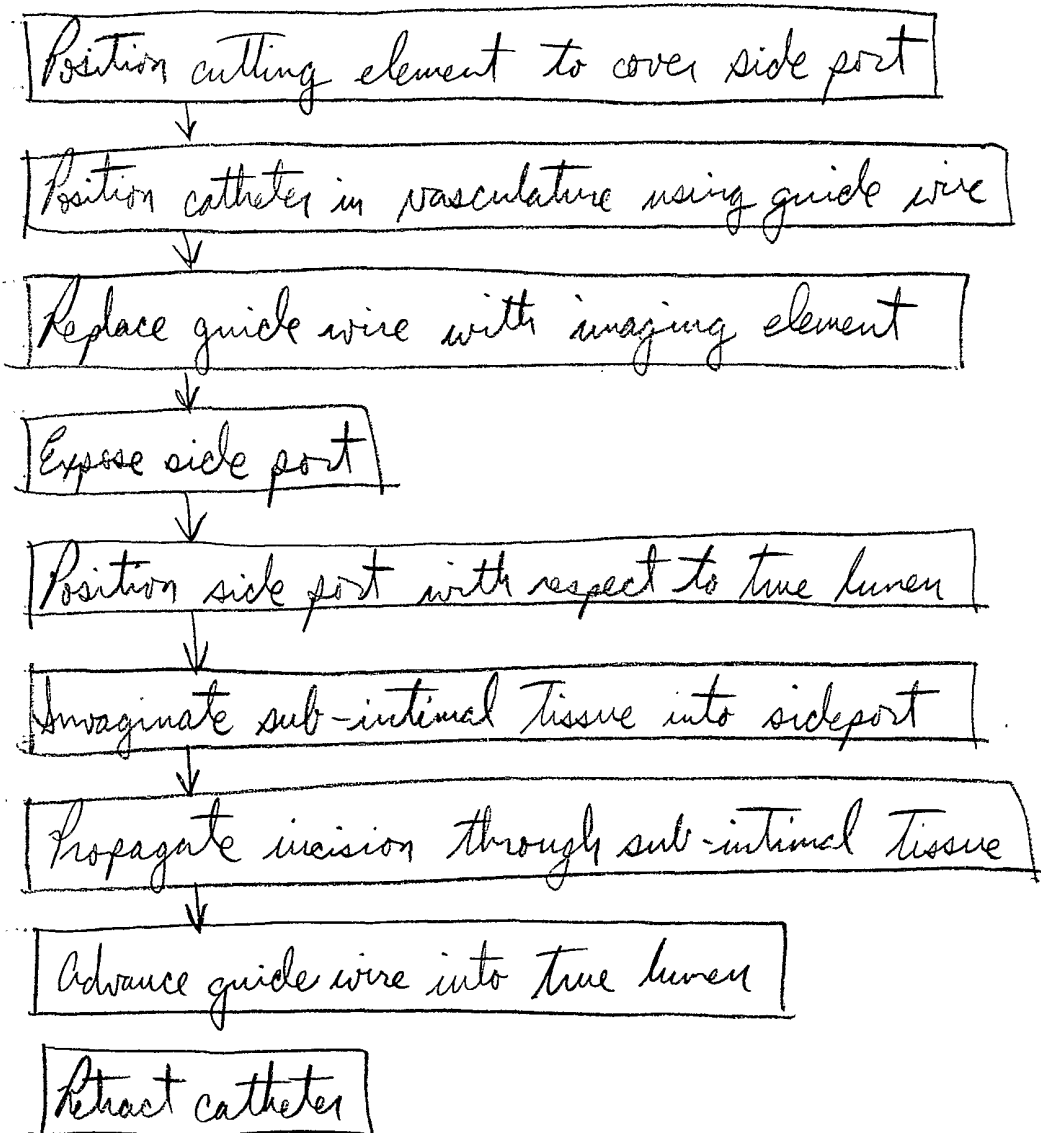 Position cutting element to cover side port
Position catheter in vasculature using guide wire
Replace guide wire with imaging element
Expose side port
Position side port with respect to true lumen
Invaginate sub-intimal tissue into sideport
Propagate incision through sub-intimal tissue
Advance guide wire into true lumen
Retract catheter